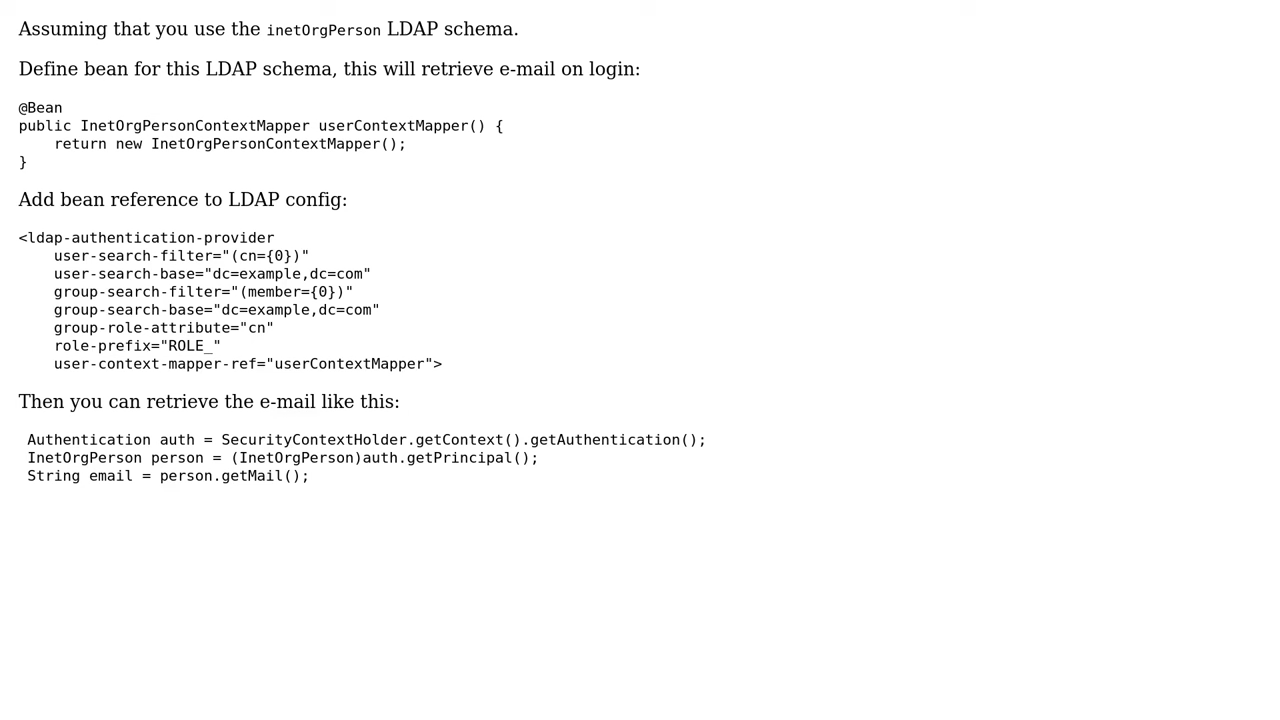 Assuming that you use the inetOrgPerson LDAP schema.
Define bean for this LDAP schema, this will retrieve e-mail on login:
@Bean
public InetOrgPersonContextMapper userContextMapper() {
    return new InetOrgPersonContextMapper();
}
Add bean reference to LDAP config:
<ldap-authentication-provider
    user-search-filter="(cn={0})"
    user-search-base="dc=example,dc=com"
    group-search-filter="(member={0})"
    group-search-base="dc=example,dc=com"
    group-role-attribute="cn"
    role-prefix="ROLE_"
    user-context-mapper-ref="userContextMapper">
Then you can retrieve the e-mail like this:
 Authentication auth = SecurityContextHolder.getContext().getAuthentication();
 InetOrgPerson person = (InetOrgPerson)auth.getPrincipal();
 String email = person.getMail();